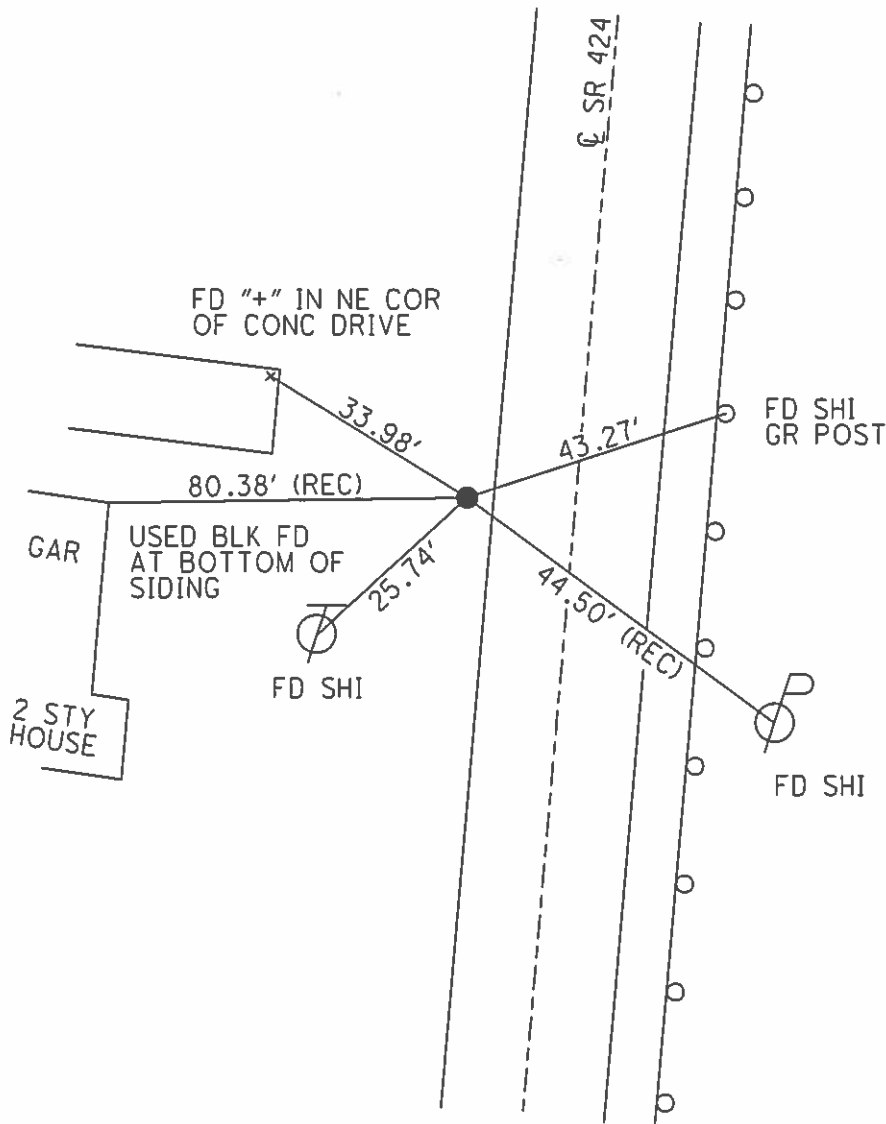 ℄ SR 424
FD "+" IN NE COR
OF CONC DRIVE
33.98'
43.27'
FD SHI
GR POST
80.38' (REC)
GAR
USED BLK FD
AT BOTTOM OF
SIDING
25.74'
44.50' (REC)
FD SHI
2 STY
HOUSE
FD SHI